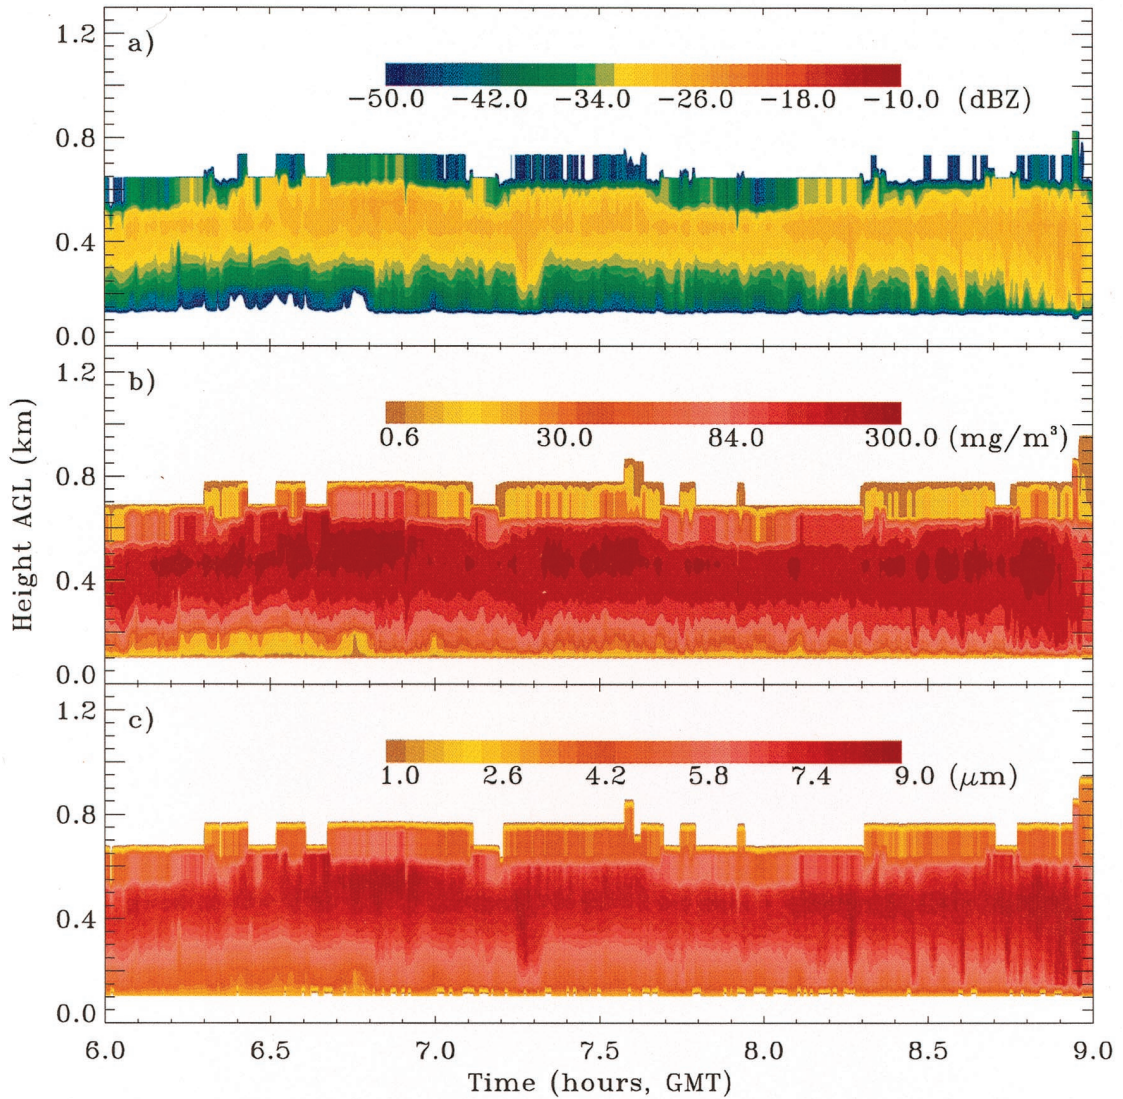 1.2
a)
−50.0 −42.0 −34.0 −26.0 −18.0 −10.0 (dBZ)
0.8
0.4
0.0
1.2
b)
0.6 30.0 84.0 300.0 (mg/m³)
0.8
0.4
0.0
Height AGL (km)
1.2
c)
1.0 2.6 4.2 5.8 7.4 9.0 (μm)
0.8
0.4
0.0
6.0 6.5 7.0 7.5 8.0 8.5 9.0
Time (hours, GMT)